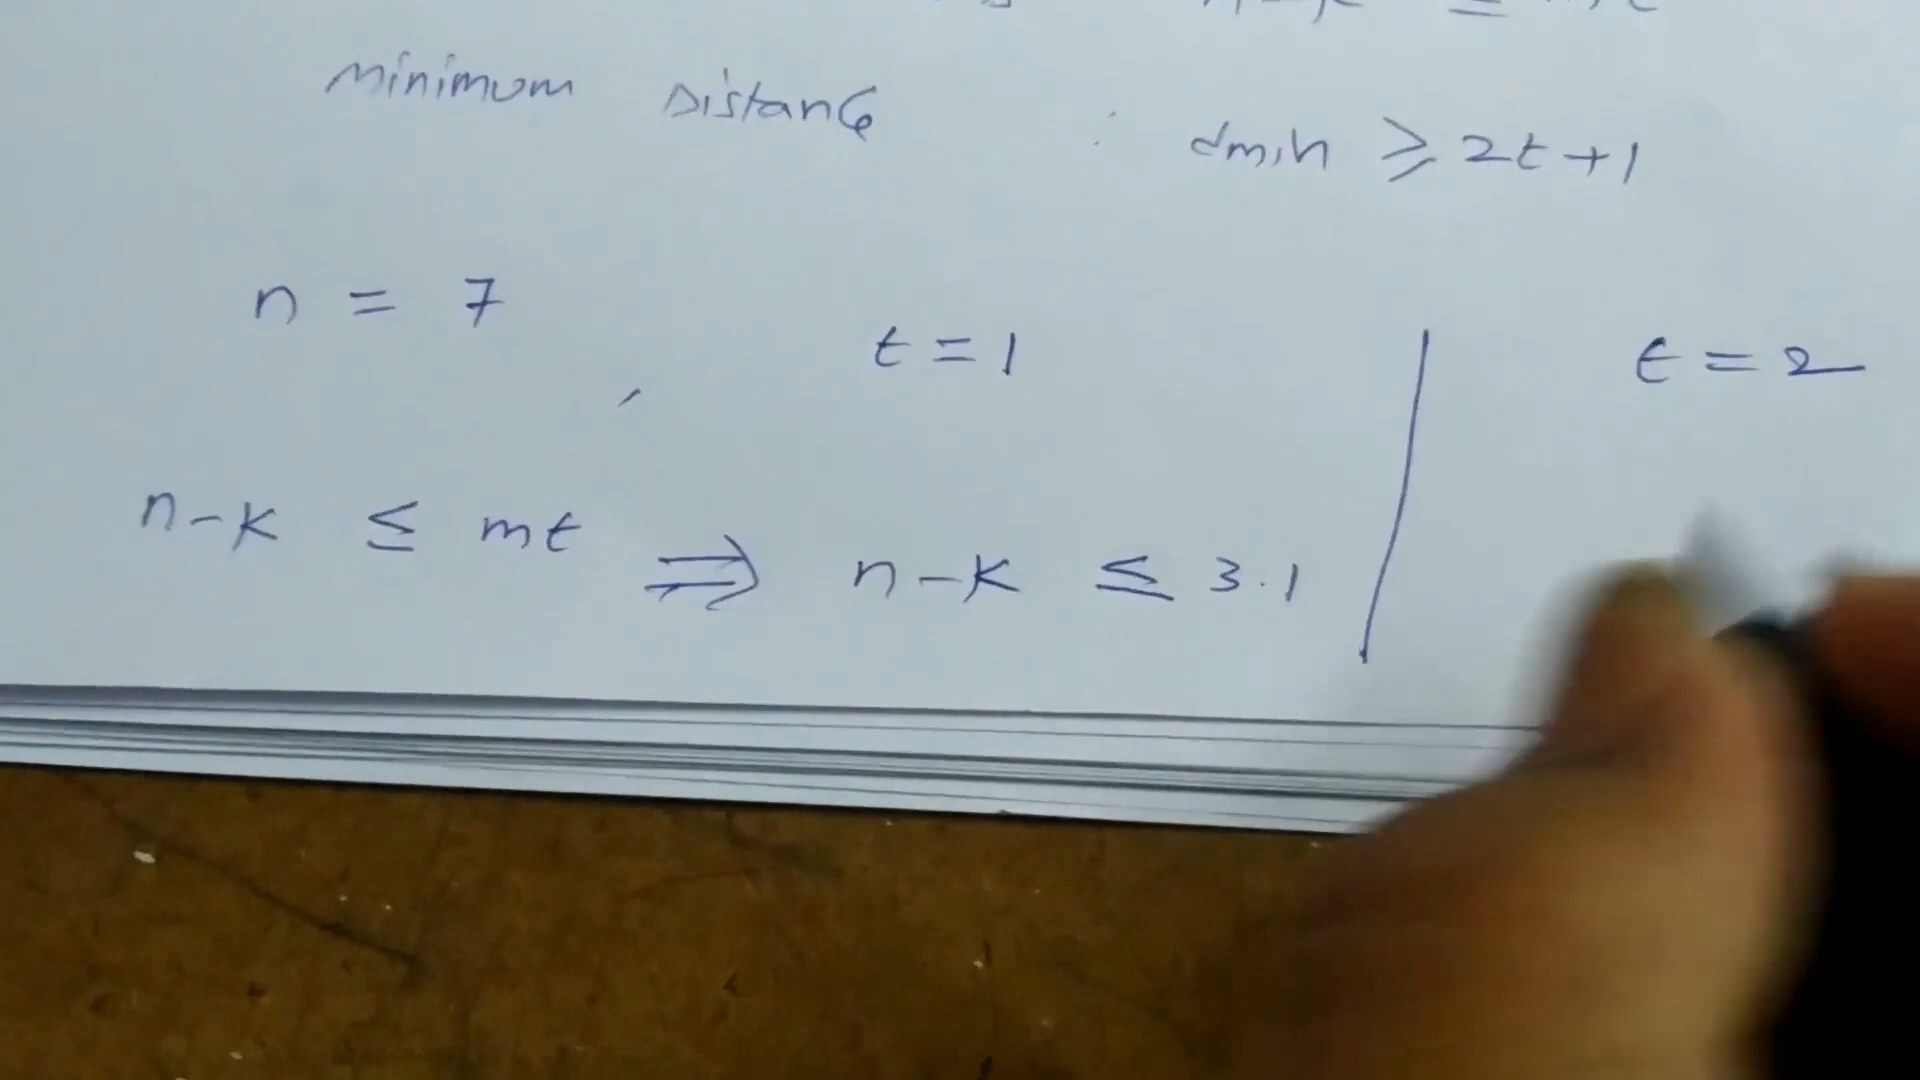 minimum Distance : dmin ≥ 2t+1
n = 7 , t = 1 | t = 2
n-k ≤ mt ⇒ n-k ≤ 3.1